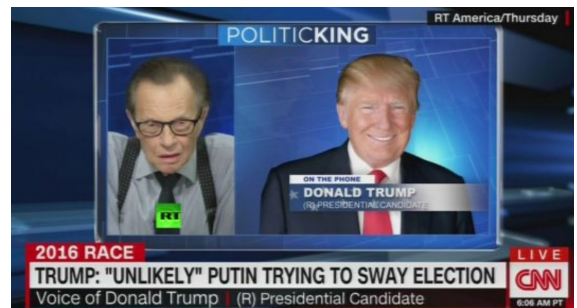 RT America/Thursday
POLITICKING
RT
ON THE PHONE
DONALD TRUMP
(R) PRESIDENTIAL CANDIDATE
2016 RACE
TRUMP: "UNLIKELY" PUTIN TRYING TO SWAY ELECTION
Voice of Donald Trump | (R) Presidential Candidate
LIVE
CNN
6:06 AM PT